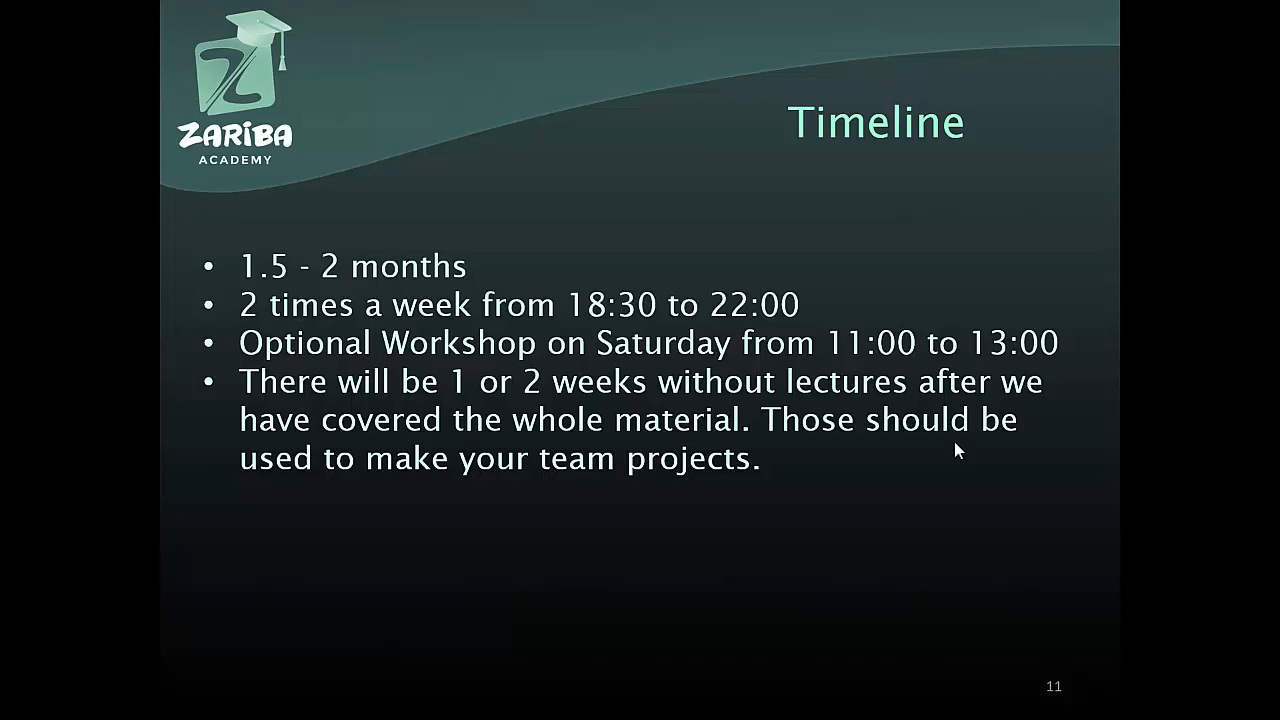 ZARIBA
ACADEMY
Timeline
• 1.5 - 2 months
• 2 times a week from 18:30 to 22:00
• Optional Workshop on Saturday from 11:00 to 13:00
• There will be 1 or 2 weeks without lectures after we
have covered the whole material. Those should be
used to make your team projects.
11